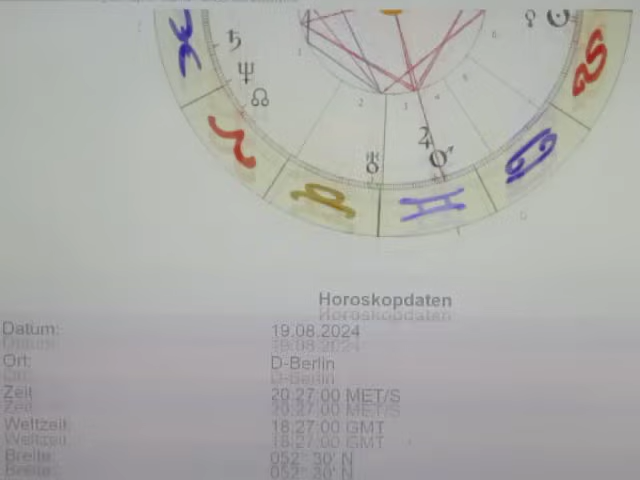 Horoskopdaten
Datum: 19.08.2024
Ort: D-Berlin
Zeit 20:27:00 MET/S
Weltzeit 18:27:00 GMT
Breite: 052° 30' N